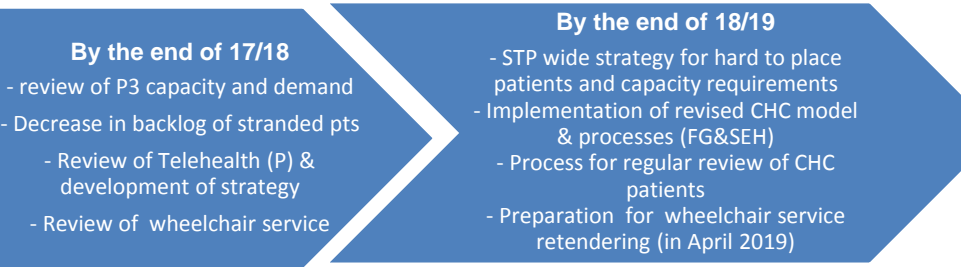 By the end of 17/18
- review of P3 capacity and demand
- Decrease in backlog of stranded pts
- Review of Telehealth (P) &
development of strategy
- Review of wheelchair service
By the end of 18/19
- STP wide strategy for hard to place
patients and capacity requirements
- Implementation of revised CHC model
& processes (FG&SEH)
- Process for regular review of CHC
patients
- Preparation for wheelchair service
retendering (in April 2019)